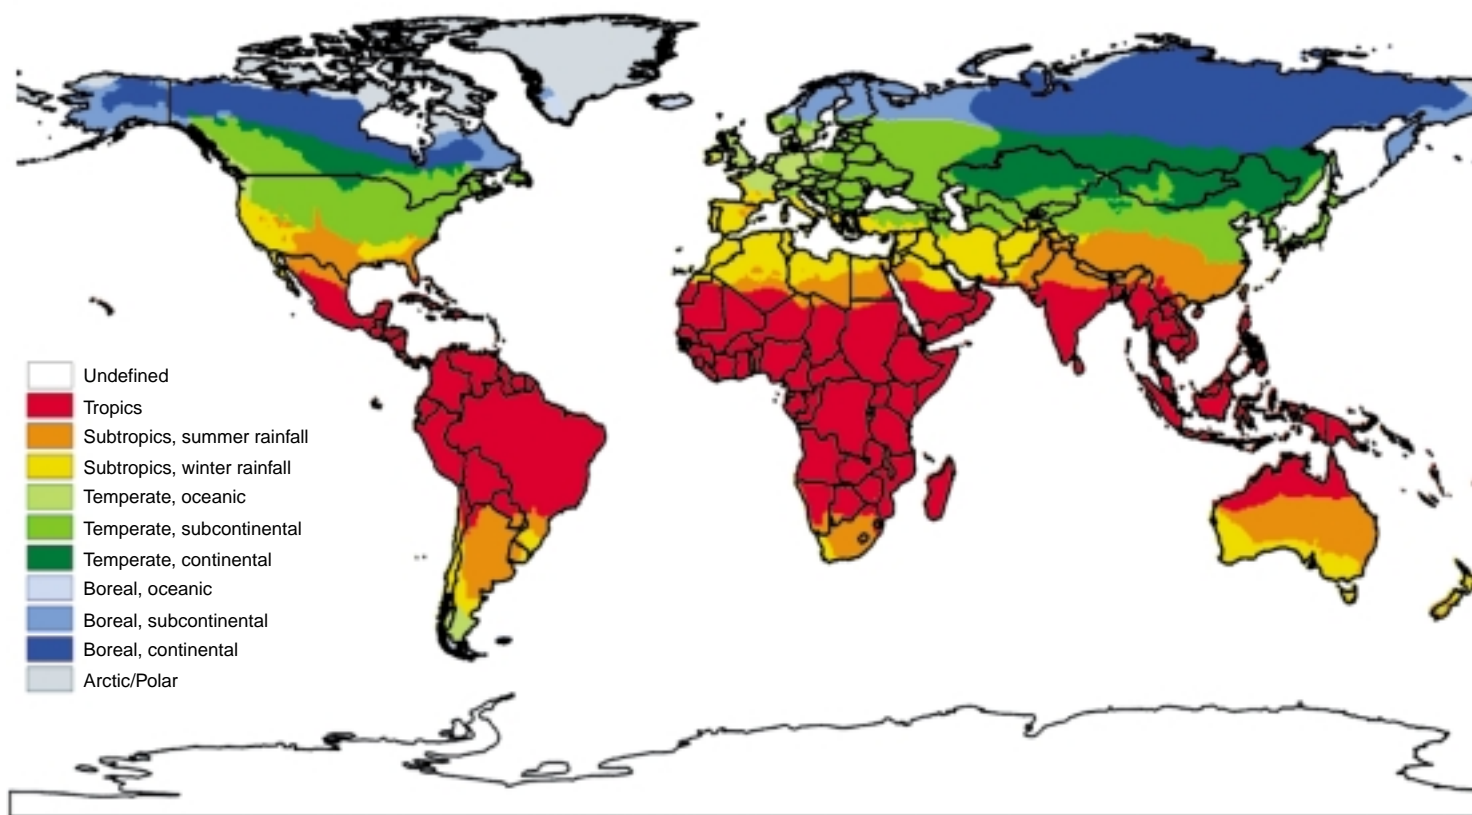 Undefined
Tropics
Subtropics, summer rainfall
Subtropics, winter rainfall
Temperate, oceanic
Temperate, subcontinental
Temperate, continental
Boreal, oceanic
Boreal, subcontinental
Boreal, continental
Arctic/Polar